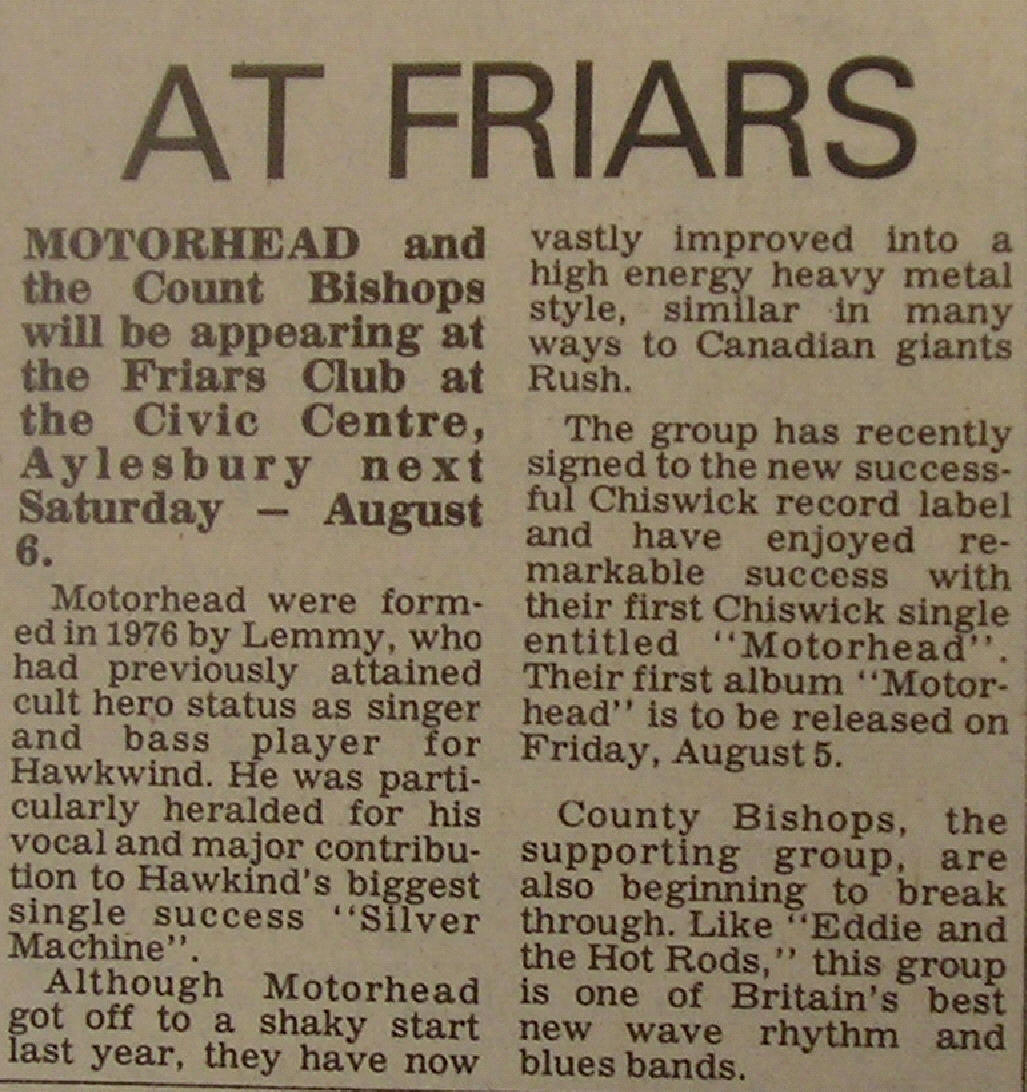 AT FRIARS
MOTORHEAD and
the Count Bishops
will be appearing at
the Friars Club at
the Civic Centre,
Aylesbury next
Saturday – August
6.
Motorhead were form-
ed in 1976 by Lemmy, who
had previously attained
cult hero status as singer
and bass player for
Hawkwind. He was parti-
cularly heralded for his
vocal and major contribu-
tion to Hawkind's biggest
single success "Silver
Machine".
Although Motorhead
got off to a shaky start
last year, they have now
vastly improved into a
high energy heavy metal
style, similar in many
ways to Canadian giants
Rush.
The group has recently
signed to the new success-
ful Chiswick record label
and have enjoyed re-
markable success with
their first Chiswick single
entitled "Motorhead".
Their first album "Motor-
head" is to be released on
Friday, August 5.
County Bishops, the
supporting group, are
also beginning to break
through. Like "Eddie and
the Hot Rods," this group
is one of Britain's best
new wave rhythm and
blues bands.